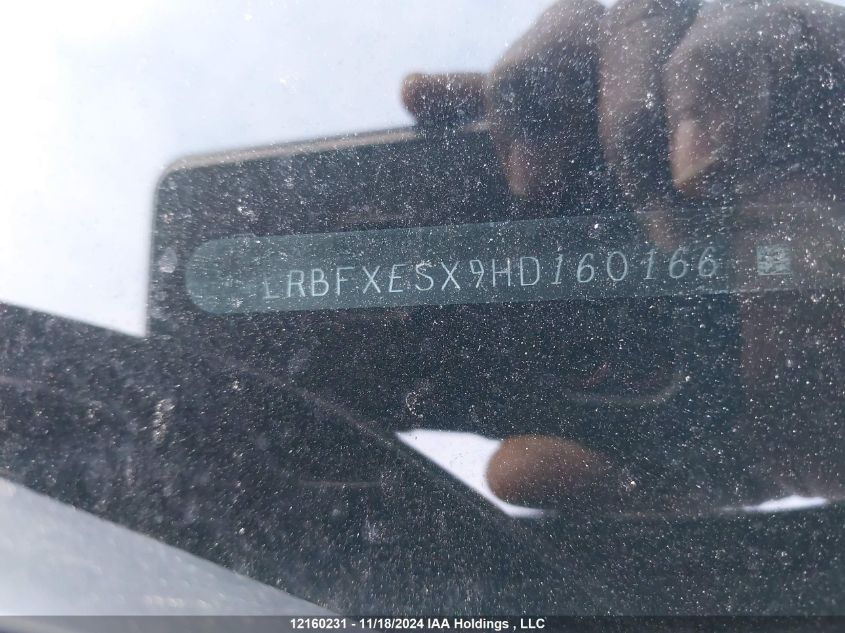 LRBFXESX9HD160166
12160231 - 11/18/2024 IAA Holdings , LLC